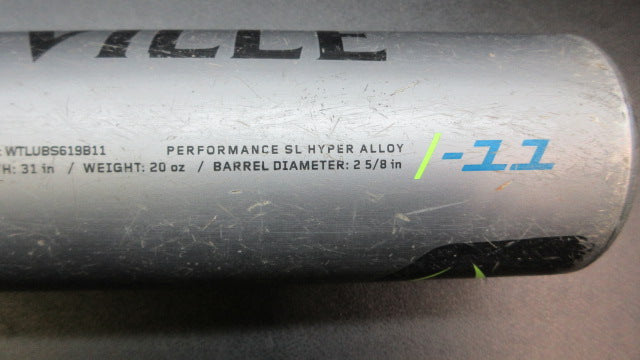 VILLE
: WTLUBS619B11 PERFORMANCE SL HYPER ALLOY
H: 31 in / WEIGHT: 20 oz / BARREL DIAMETER: 2 5/8 in
/-11